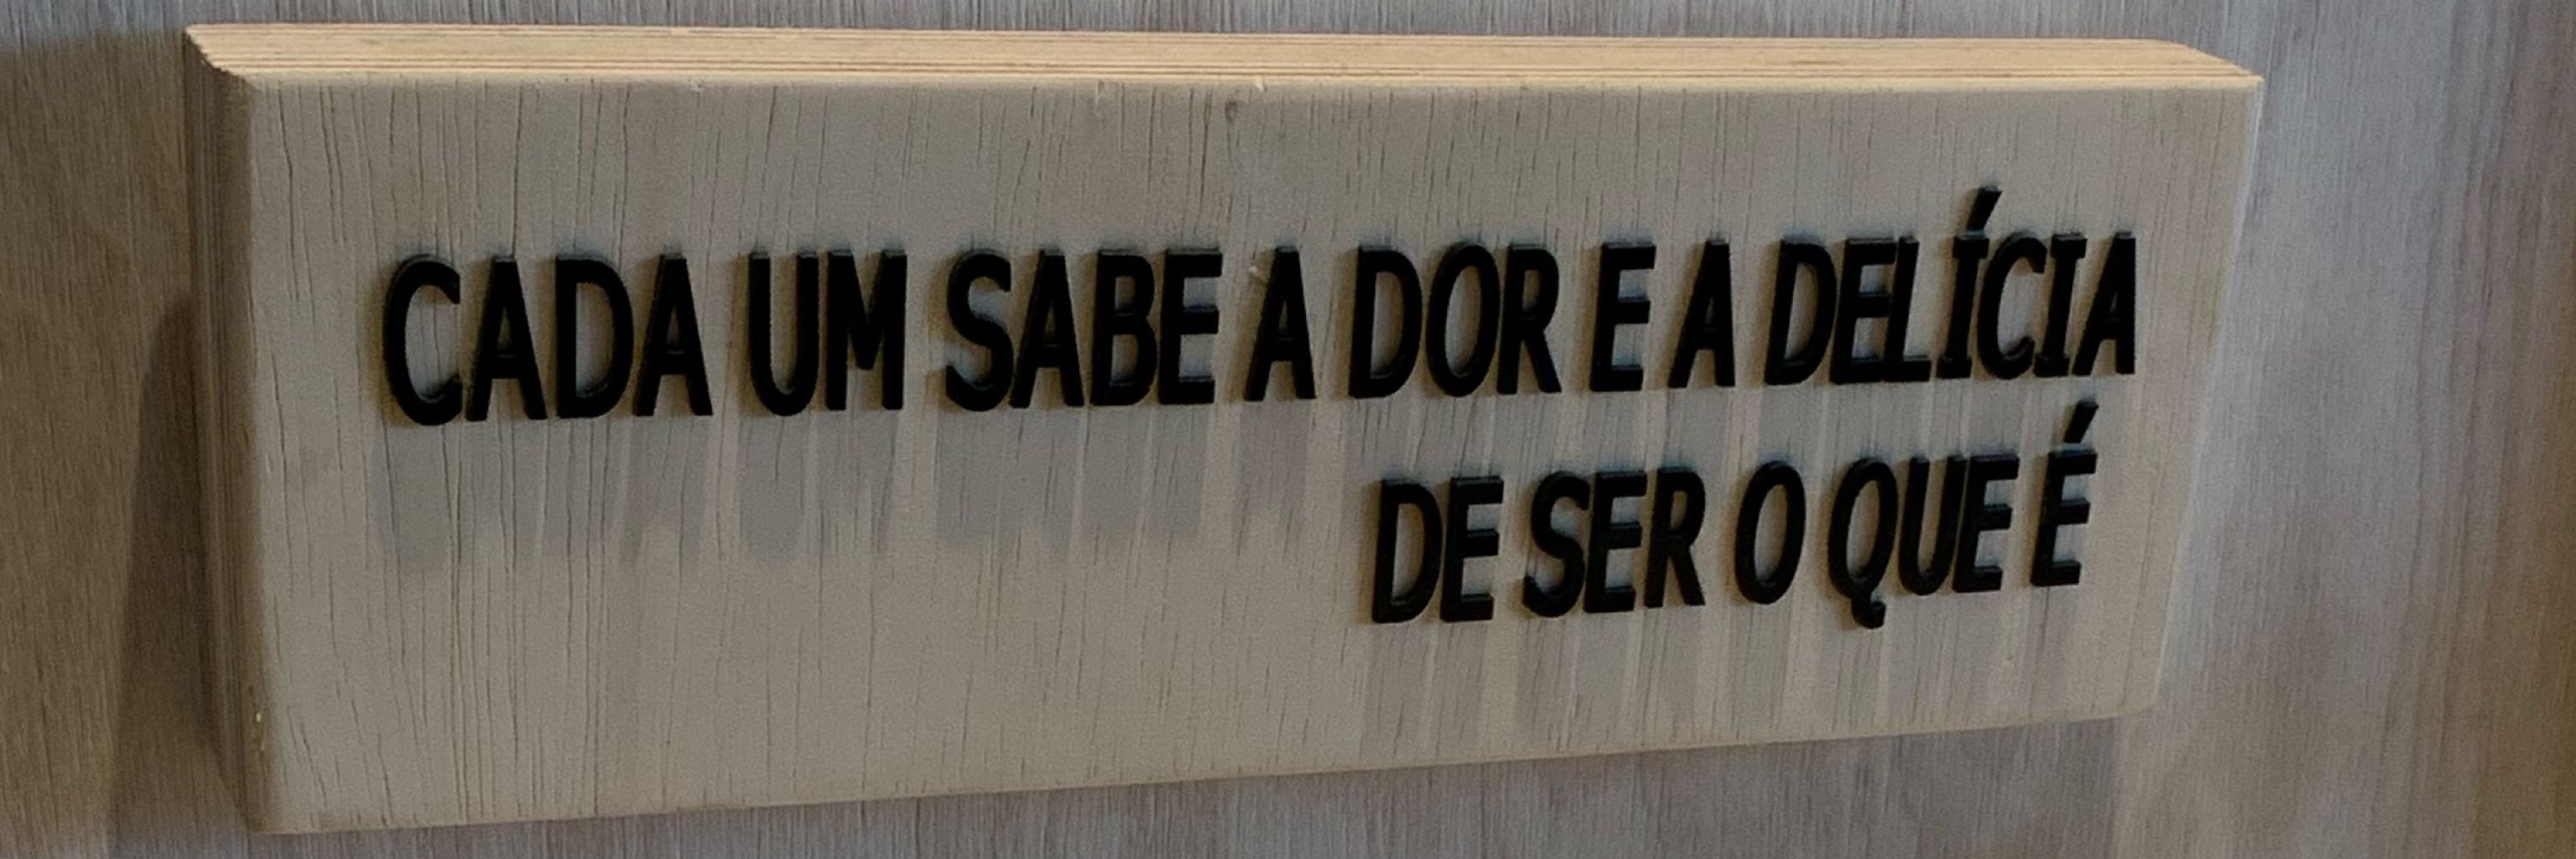 CADA UM SABE A DOR E A DELÍCIA
DE SER O QUE É